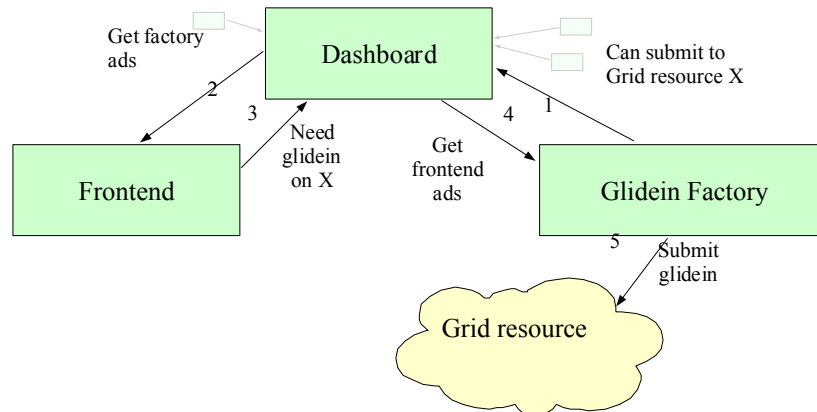 Get factory
ads
Dashboard
Can submit to
Grid resource X
2
3
Need
glidein
on X
4
1
Get
frontend
ads
Frontend
Glidein Factory
5
Submit
glidein
Grid resource